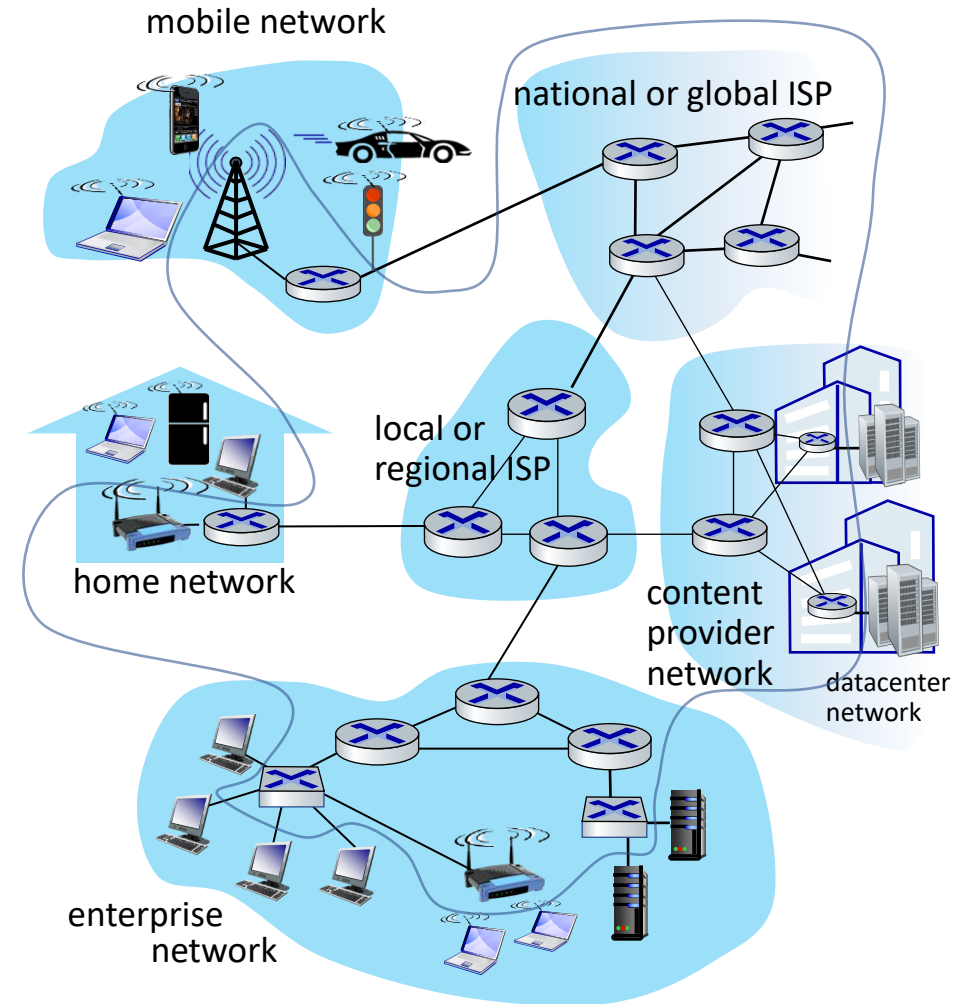 mobile network
national or global ISP
local or
regional ISP
home network
content
provider
network
datacenter
network
enterprise
network